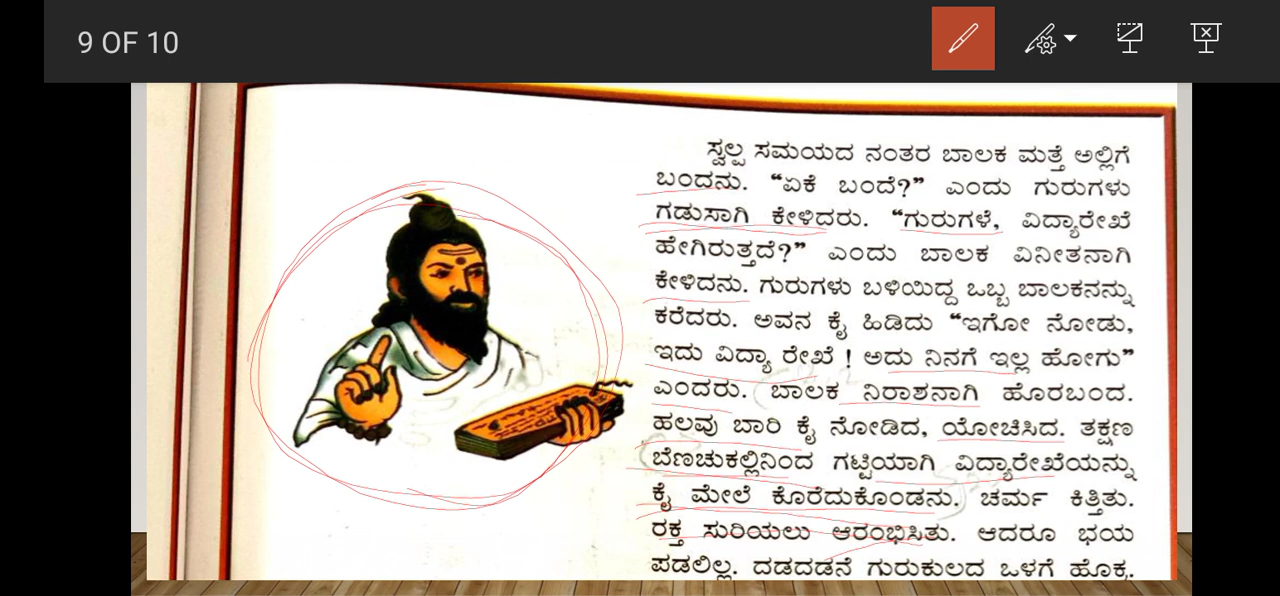 9 OF 10
ಸ್ವಲ್ಪ ಸಮಯದ ನಂತರ ಬಾಲಕ ಮತ್ತೆ ಅಲ್ಲಿಗೆ
ಬಂದನು. “ಏಕೆ ಬಂದೆ?” ಎಂದು ಗುರುಗಳು
ಗಡುಸಾಗಿ ಕೇಳಿದರು. “ಗುರುಗಳೆ, ವಿದ್ಯಾರೇಖೆ
ಹೇಗಿರುತ್ತದೆ?” ಎಂದು ಬಾಲಕ ವಿನೀತನಾಗಿ
ಕೇಳಿದನು. ಗುರುಗಳು ಬಳಿಯಿದ್ದ ಒಬ್ಬ ಬಾಲಕನನ್ನು
ಕರೆದರು. ಅವನ ಕೈ ಹಿಡಿದು “ಇಗೋ ನೋಡು,
ಇದು ವಿದ್ಯಾ ರೇಖೆ ! ಅದು ನಿನಗೆ ಇಲ್ಲ ಹೋಗು”
ಎಂದರು. ಬಾಲಕ ನಿರಾಶನಾಗಿ ಹೊರಬಂದ.
ಹಲವು ಬಾರಿ ಕೈ ನೋಡಿದ, ಯೋಚಿಸಿದ. ತಕ್ಷಣ
ಬೆಣಚುಕಲ್ಲಿನಿಂದ ಗಟ್ಟಿಯಾಗಿ ವಿದ್ಯಾರೇಖೆಯನ್ನು
ಕೈ ಮೇಲೆ ಕೊರೆದುಕೊಂಡನು. ಚರ್ಮ ಕಿತ್ತಿತು.
ರಕ್ತ ಸುರಿಯಲು ಆರಂಭಿಸಿತು. ಆದರೂ ಭಯ
ಪಡಲಿಲ್ಲ. ದಡದಡನೆ ಗುರುಕುಲದ ಒಳಗೆ ಹೊಕ್ಕ.